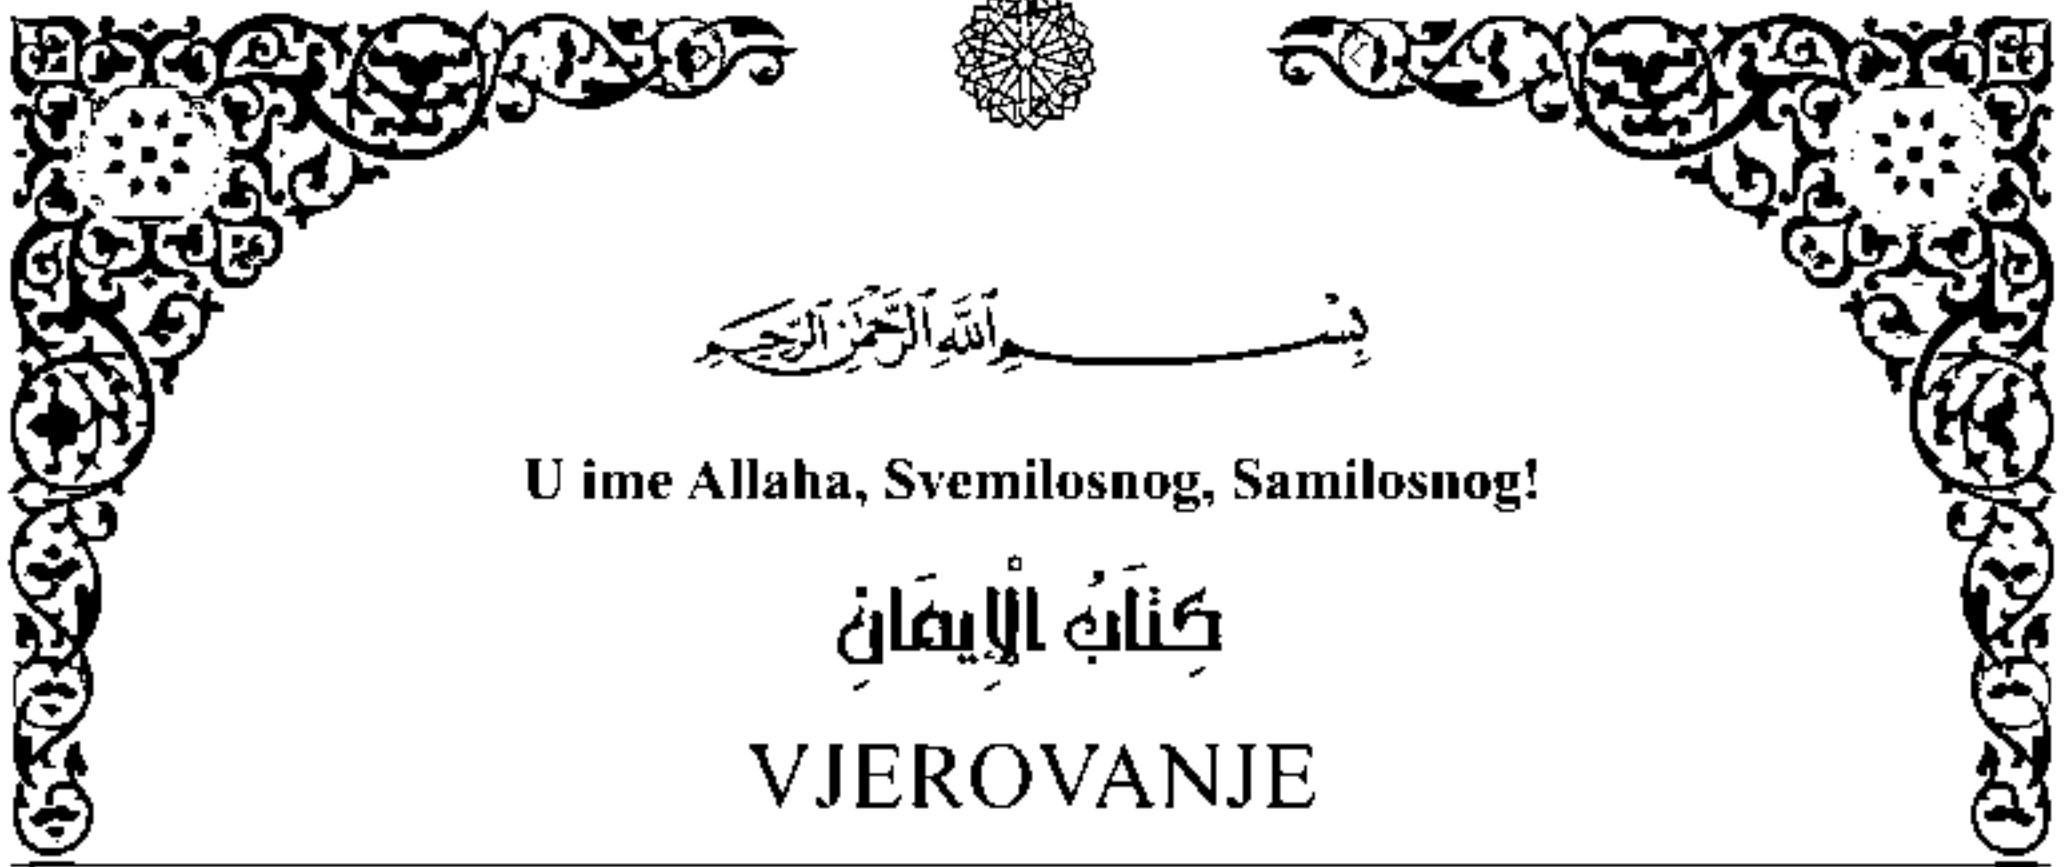 بِسْمِ اللَّهِ الرَّحْمَٰنِ الرَّحِيمِ
U ime Allaha, Svemilosnog, Samilosnog!
كِتَابُ الْإِيمَانِ
VJEROVANJE